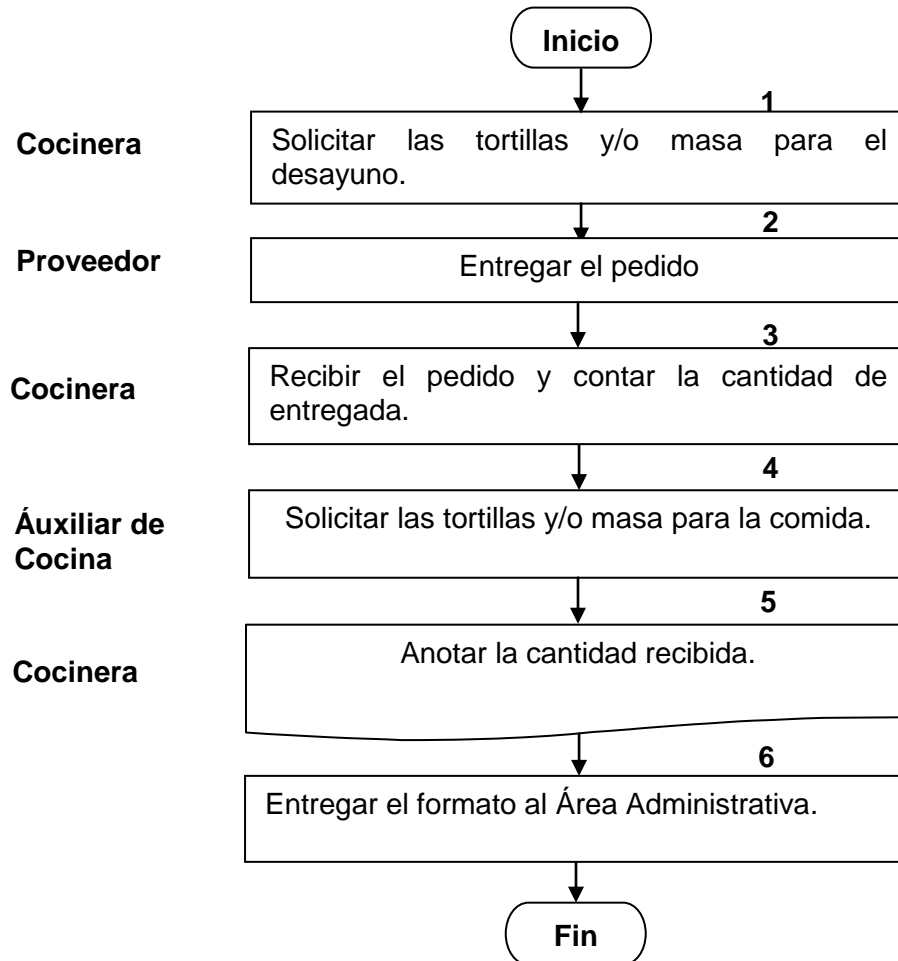 Inicio
1
Cocinera
Solicitar las tortillas y/o masa para el
desayuno.
2
Proveedor
Entregar el pedido
3
Cocinera
Recibir el pedido y contar la cantidad de
entregada.
4
Áuxiliar de
Cocina
Solicitar las tortillas y/o masa para la comida.
5
Cocinera
Anotar la cantidad recibida.
6
Entregar el formato al Área Administrativa.
Fin